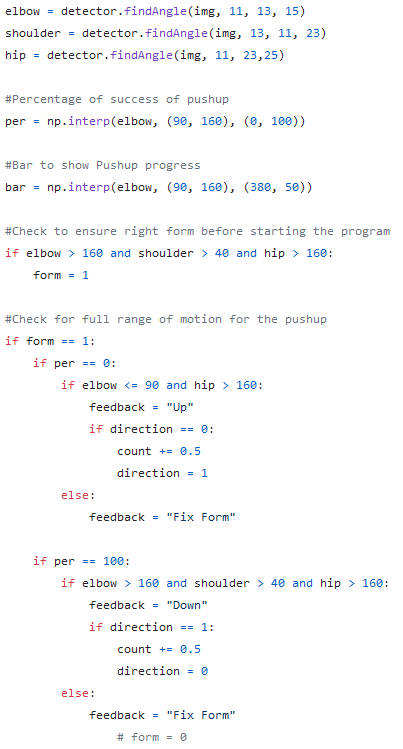 elbow = detector.findAngle(img, 11, 13, 15)
shoulder = detector.findAngle(img, 13, 11, 23)
hip = detector.findAngle(img, 11, 23,25)

#Percentage of success of pushup
per = np.interp(elbow, (90, 160), (0, 100))

#Bar to show Pushup progress
bar = np.interp(elbow, (90, 160), (380, 50))

#Check to ensure right form before starting the program
if elbow > 160 and shoulder > 40 and hip > 160:
    form = 1

#Check for full range of motion for the pushup
if form == 1:
    if per == 0:
        if elbow <= 90 and hip > 160:
            feedback = "Up"
            if direction == 0:
                count += 0.5
                direction = 1
        else:
            feedback = "Fix Form"

    if per == 100:
        if elbow > 160 and shoulder > 40 and hip > 160:
            feedback = "Down"
            if direction == 1:
                count += 0.5
                direction = 0
        else:
            feedback = "Fix Form"
                # form = 0